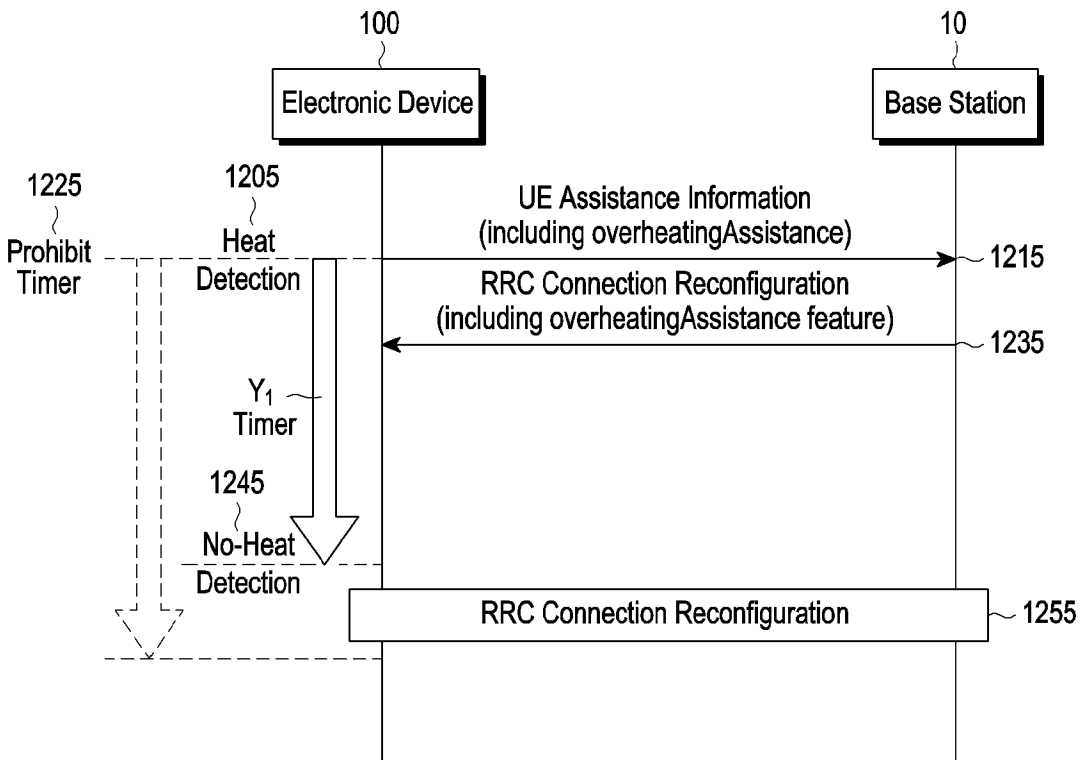 100
10
Electronic Device
Base Station
1225
Prohibit
Timer
1205
Heat
Detection
UE Assistance Information
(including overheatingAssistance)
1215
RRC Connection Reconfiguration
(including overheatingAssistance feature)
1235
Y₁
Timer
1245
No-Heat
Detection
RRC Connection Reconfiguration
1255